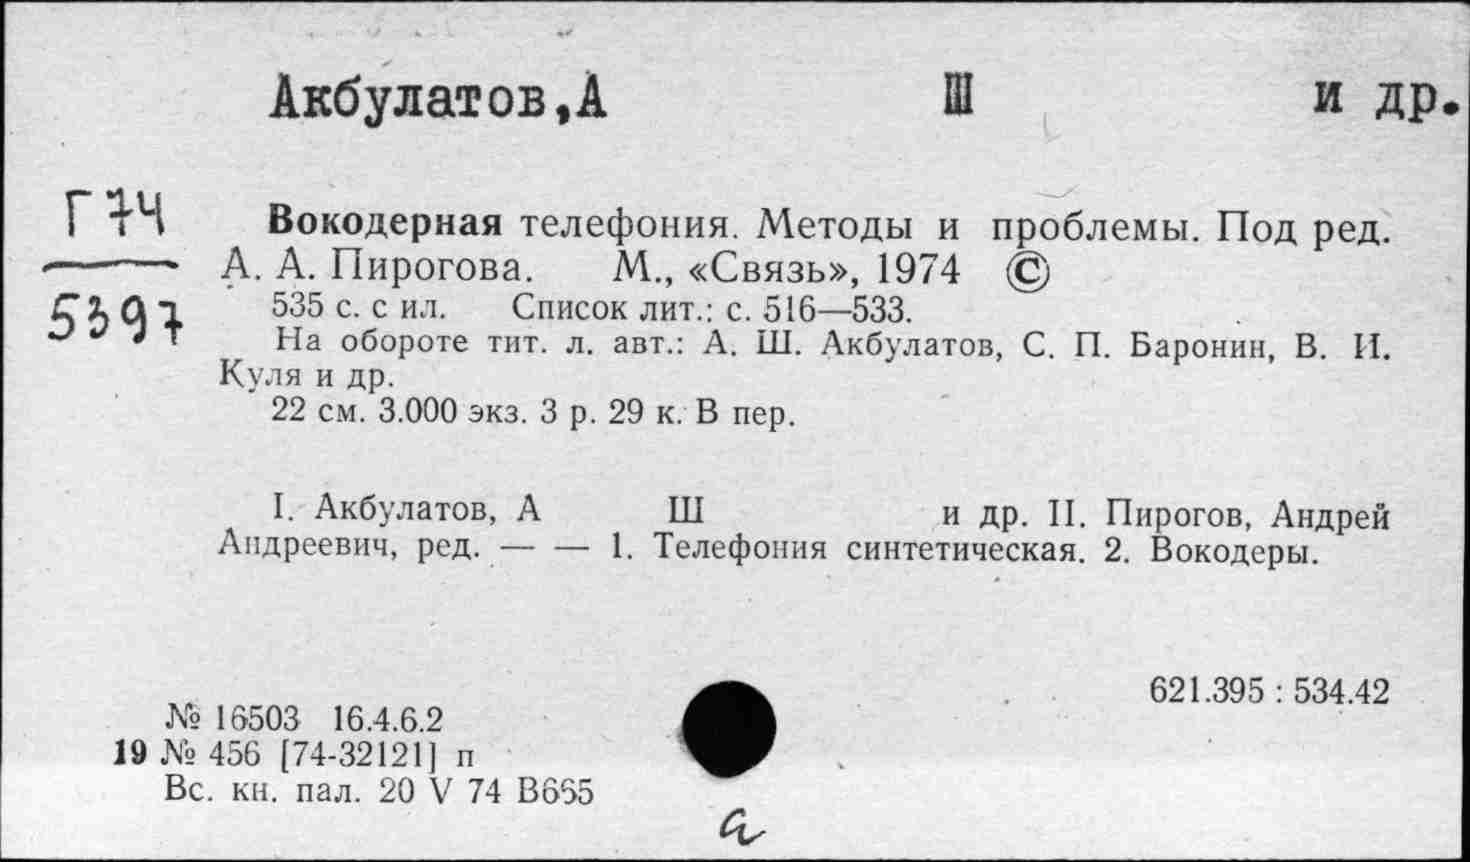 Акбулатов,А Ш и др.
Г74
5397
Вокодерная телефония. Методы и проблемы. Под ред.
А. А. Пирогова. М., «Связь», 1974 ©
535 с. с ил. Список лит.: с. 516—533.
На обороте тит. л. авт.: А. Ш. Акбулатов, С. П. Баронин, В. И.
Куля и др.
22 см. 3.000 экз. 3 р. 29 к. В пер.
I. Акбулатов, А Ш и др. II. Пирогов, Андрей
Андреевич, ред. — — 1. Телефония синтетическая. 2. Вокодеры.
621.395 : 534.42
№ 16503 16.4.6.2
19 № 456 [74-32121] п
Вс. кн. пал. 20 V 74 В665